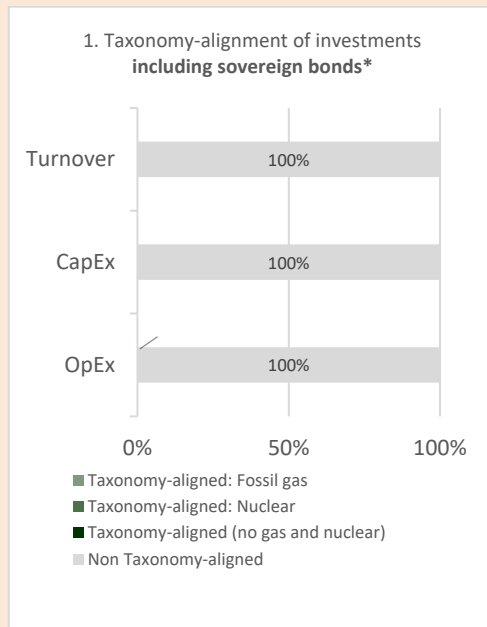 1. Taxonomy-alignment of investments
including sovereign bonds*
Turnover
100%
CapEx
100%
OpEx
100%
0% 50% 100%
Taxonomy-aligned: Fossil gas
Taxonomy-aligned: Nuclear
Taxonomy-aligned (no gas and nuclear)
Non Taxonomy-aligned